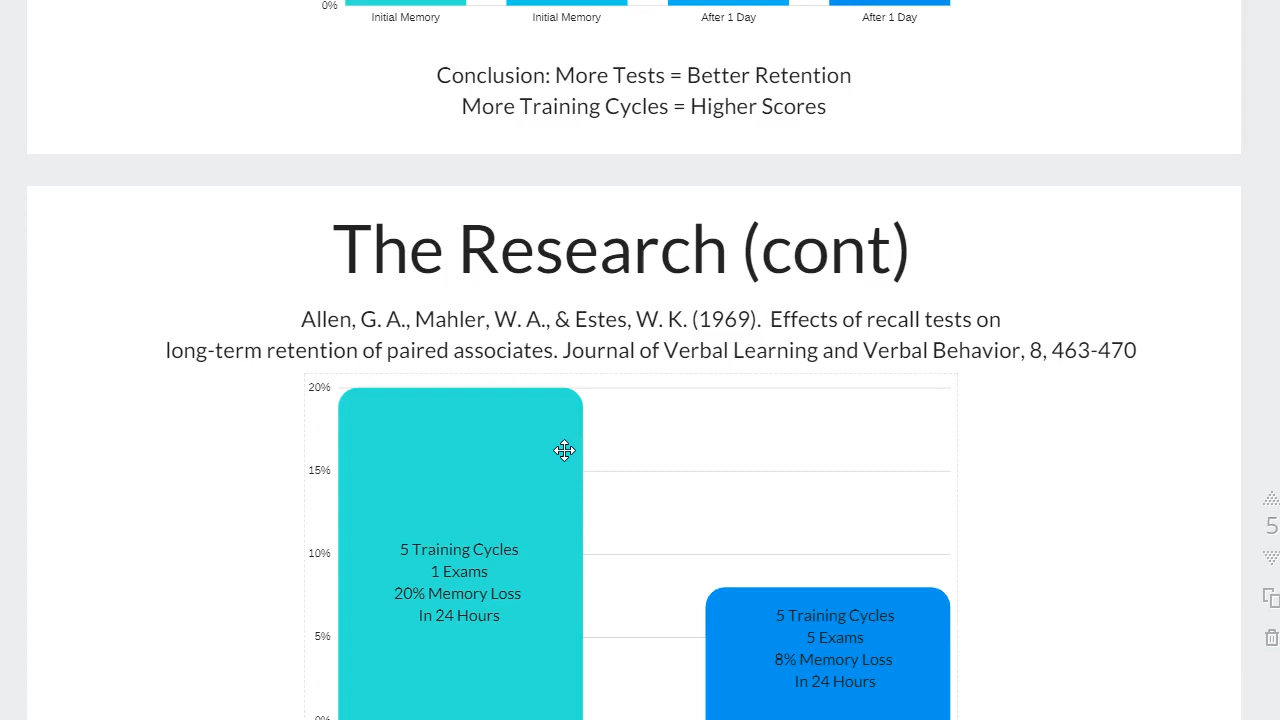 0%
Initial Memory
Initial Memory
After 1 Day
After 1 Day
Conclusion: More Tests = Better Retention
More Training Cycles = Higher Scores
The Research (cont)
Allen, G. A., Mahler, W. A., & Estes, W. K. (1969).  Effects of recall tests on
long-term retention of paired associates. Journal of Verbal Learning and Verbal Behavior, 8, 463-470
20%
15%
10%
5%
0%
5 Training Cycles
1 Exams
20% Memory Loss
In 24 Hours
5 Training Cycles
5 Exams
8% Memory Loss
In 24 Hours
5